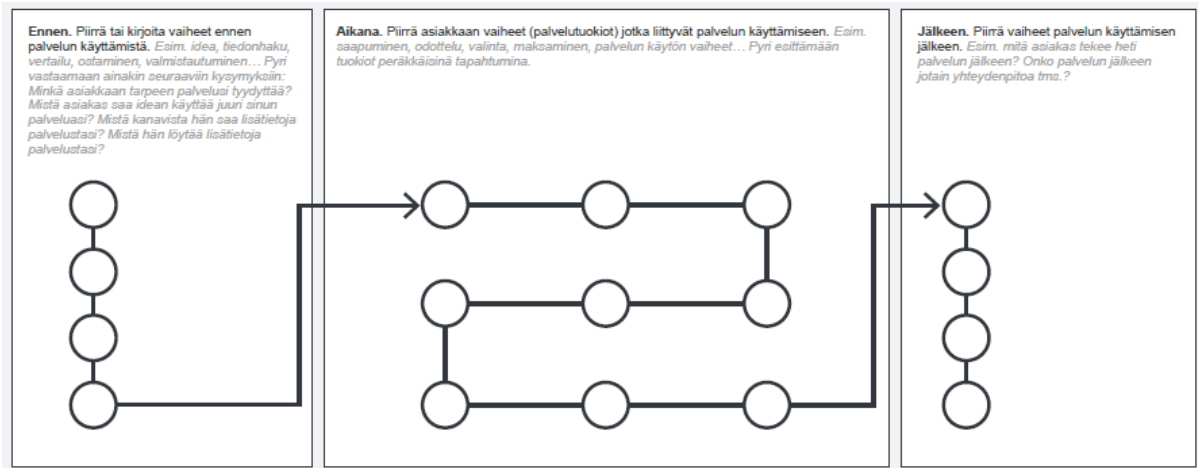 Ennen. Piirrä tai kirjoita vaiheet ennen
palvelun käyttämistä. Esim. idea, tiedonhaku,
vertailu, ostaminen, valmistautuminen… Pyri
vastaamaan ainakin seuraaviin kysymyksiin:
Minkä asiakkaan tarpeen palvelusi tyydyttää?
Mistä asiakas saa idean käyttää juuri sinun
palveluasi? Mistä kanavista hän saa lisätietoja
palvelustasi? Mistä hän löytää lisätietoja
palvelustasi?
Aikana. Piirrä asiakkaan vaiheet (palvelutuokiot) jotka liittyvät palvelun käyttämiseen. Esim.
saapuminen, odottelu, valinta, maksaminen, palvelun käytön vaiheet… Pyri esittämään
tuokiot peräkkäisinä tapahtumina.
Jälkeen. Piirrä vaiheet palvelun käyttämisen
jälkeen. Esim. mitä asiakas tekee heti
palvelun jälkeen? Onko palvelun jälkeen
jotain yhteydenpitoa tms.?